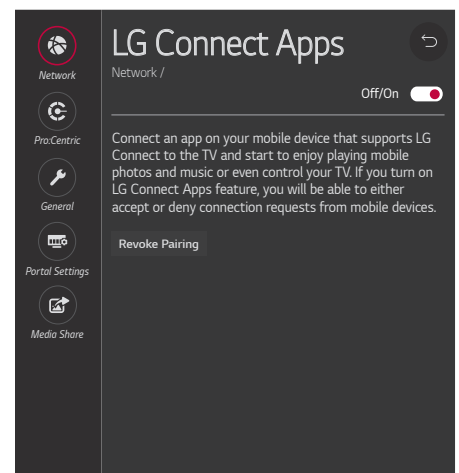 LG Connect Apps
Network /
Off/On
Connect an app on your mobile device that supports LG
Connect to the TV and start to enjoy playing mobile
photos and music or even control your TV. If you turn on
LG Connect Apps feature, you will be able to either
accept or deny connection requests from mobile devices.
Revoke Pairing
Network
Pro:Centric
General
Portal Settings
Media Share